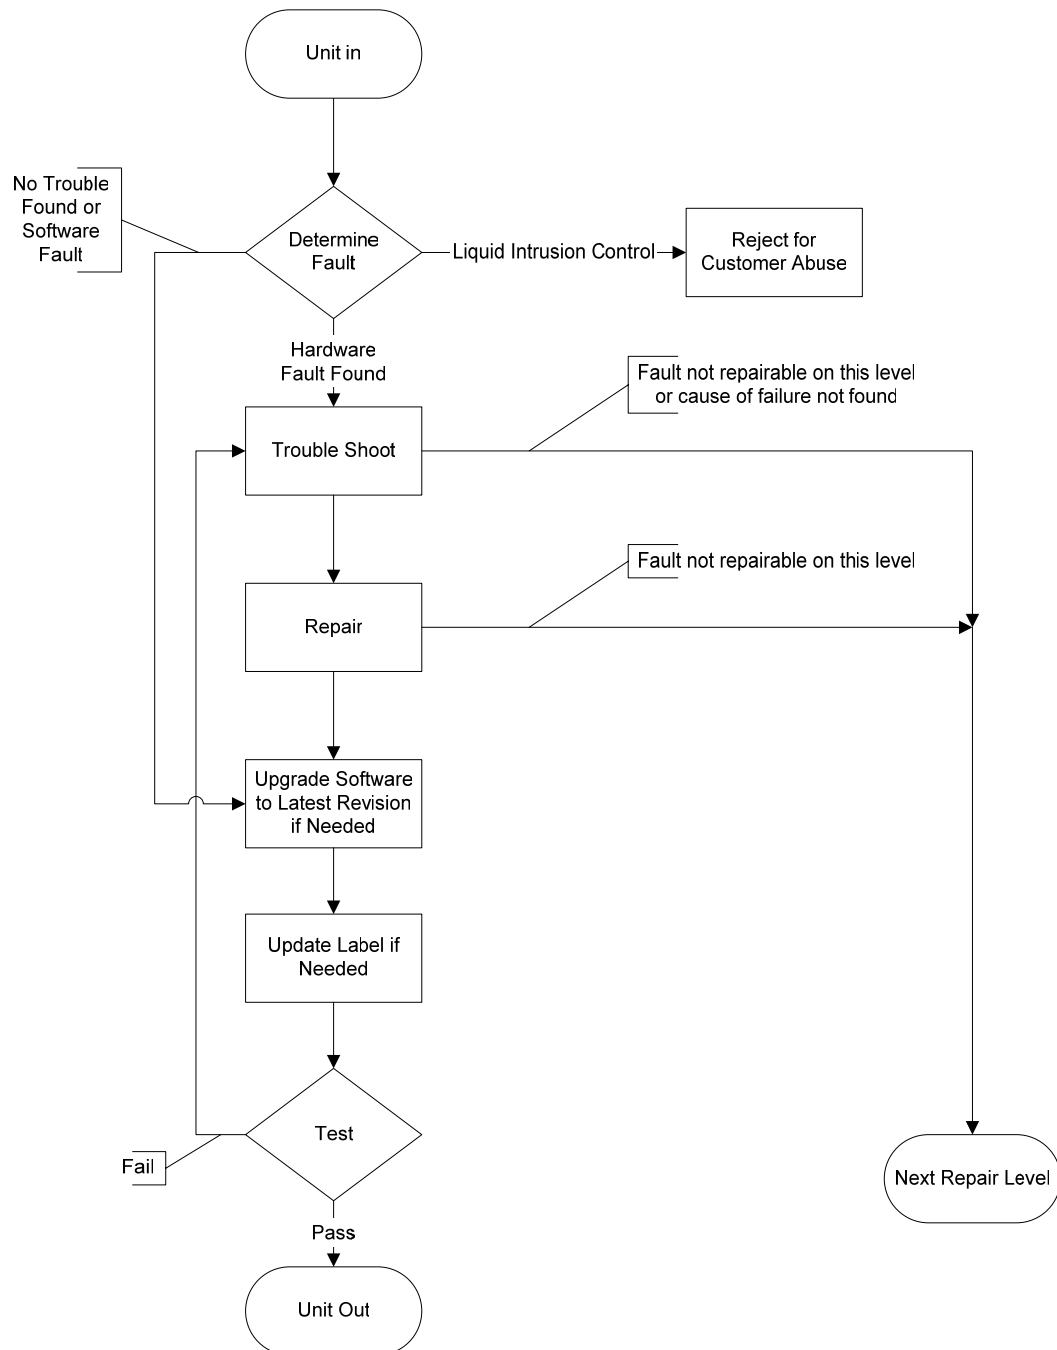 Unit in
No Trouble
Found or
Software
Fault
Determine
Fault
Liquid Intrusion Control
Reject for
Customer Abuse
Hardware
Fault Found
Fault not repairable on this level
or cause of failure not found
Trouble Shoot
Fault not repairable on this level
Repair
Upgrade Software
to Latest Revision
if Needed
Update Label if
Needed
Test
Fail
Next Repair Level
Pass
Unit Out